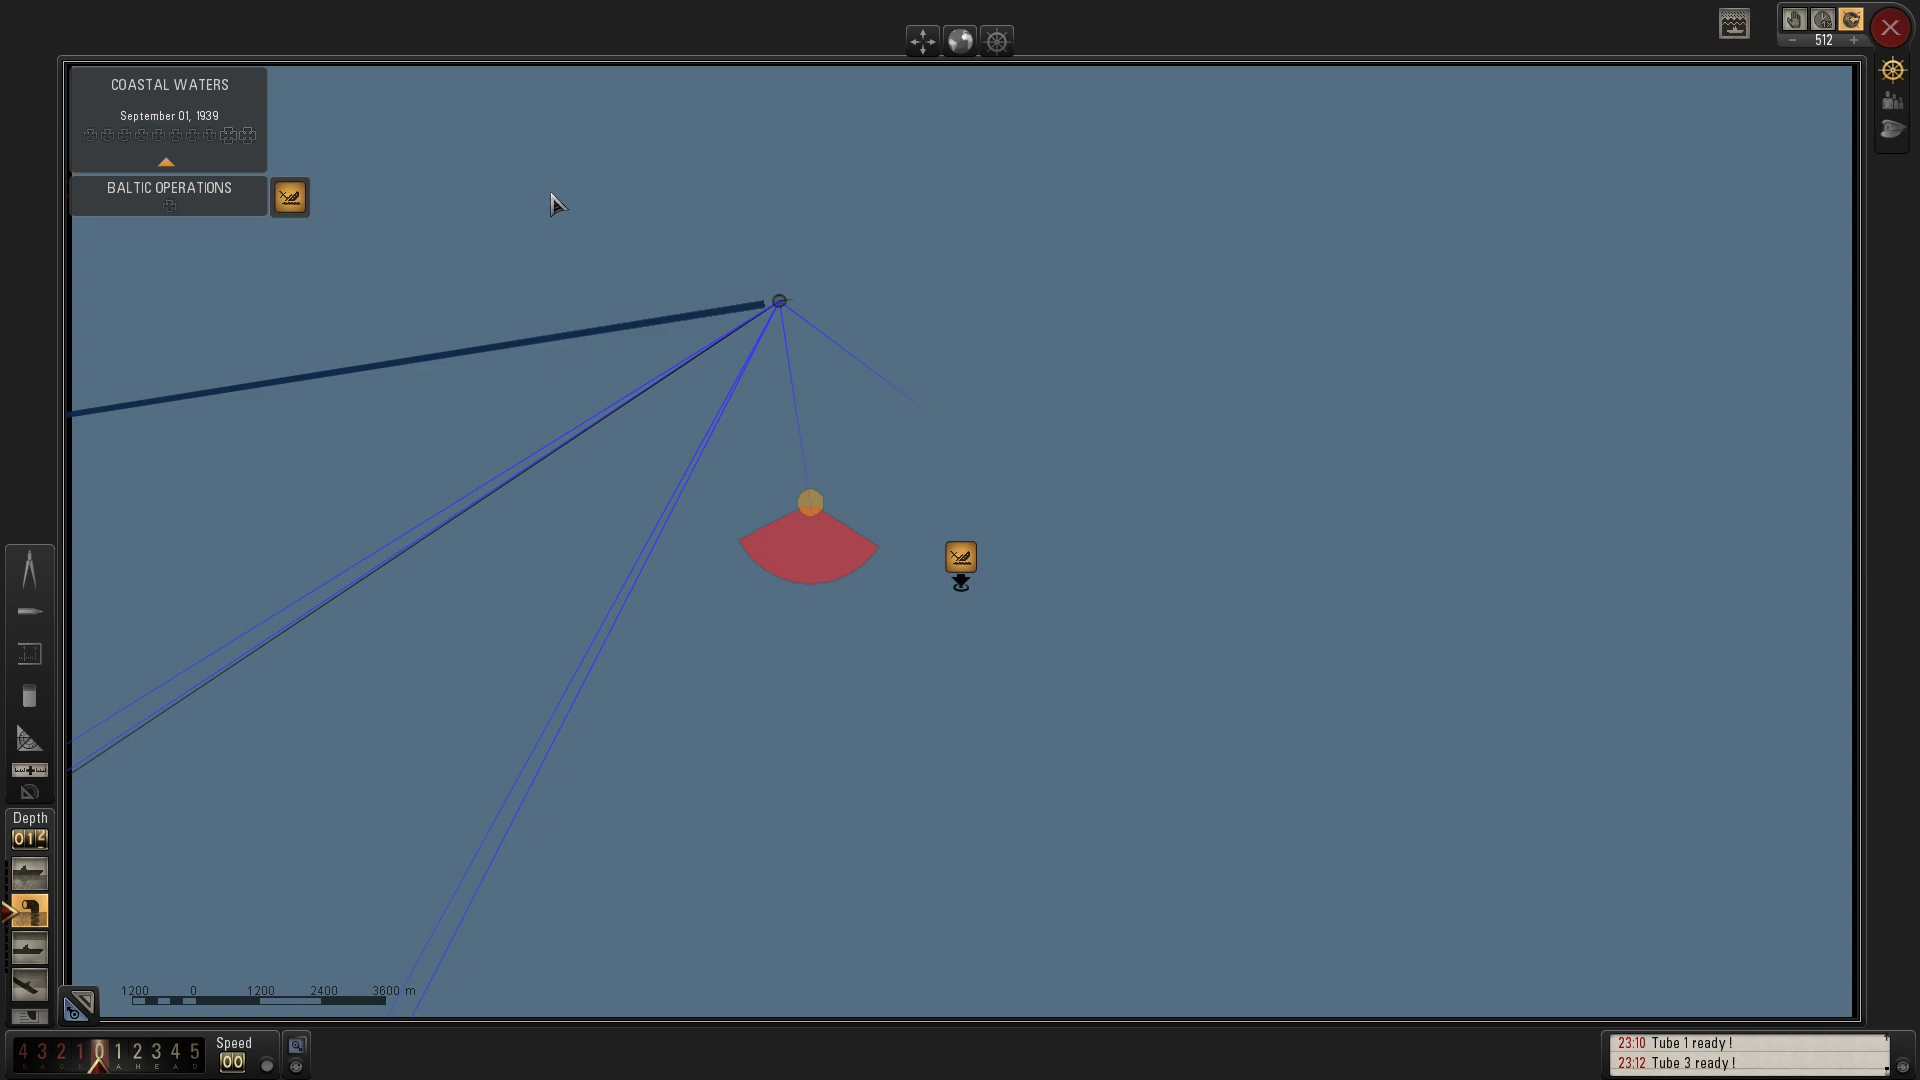 512
COASTAL WATERS
September 01, 1939
BALTIC OPERATIONS
Depth
012
1200 0 1200 2400 3600 m
4 3 2 1 0 1 2 3 4 5
A H E A D
Speed
00
23:10 Tube 1 ready !
23:12 Tube 3 ready !